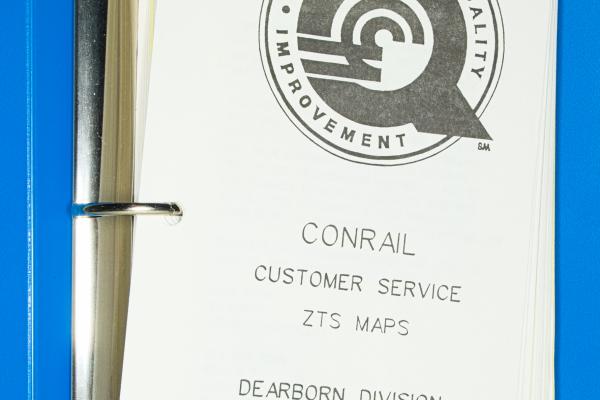 • IMPROVEMENT
SM
CONRAIL
CUSTOMER SERVICE
ZTS MAPS
DEARBORN DIVISION